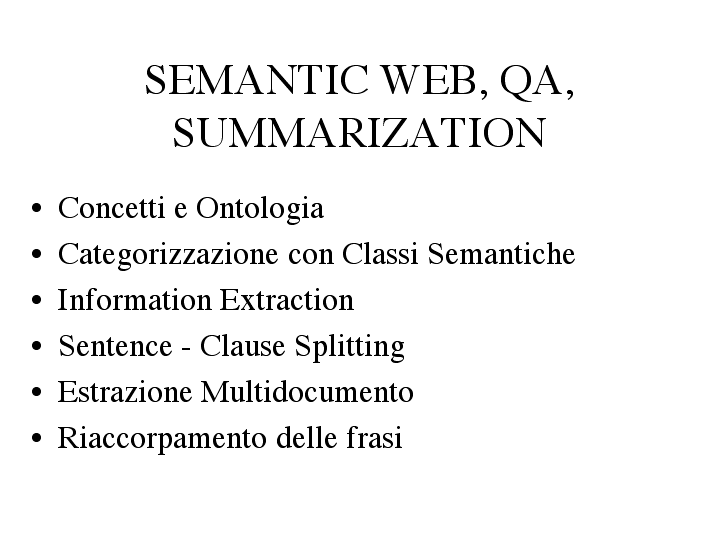 SEMANTIC WEB, QA,
SUMMARIZATION
• Concetti e Ontologia
• Categorizzazione con Classi Semantiche
• Information Extraction
• Sentence - Clause Splitting
• Estrazione Multidocumento
• Riaccorpamento delle frasi